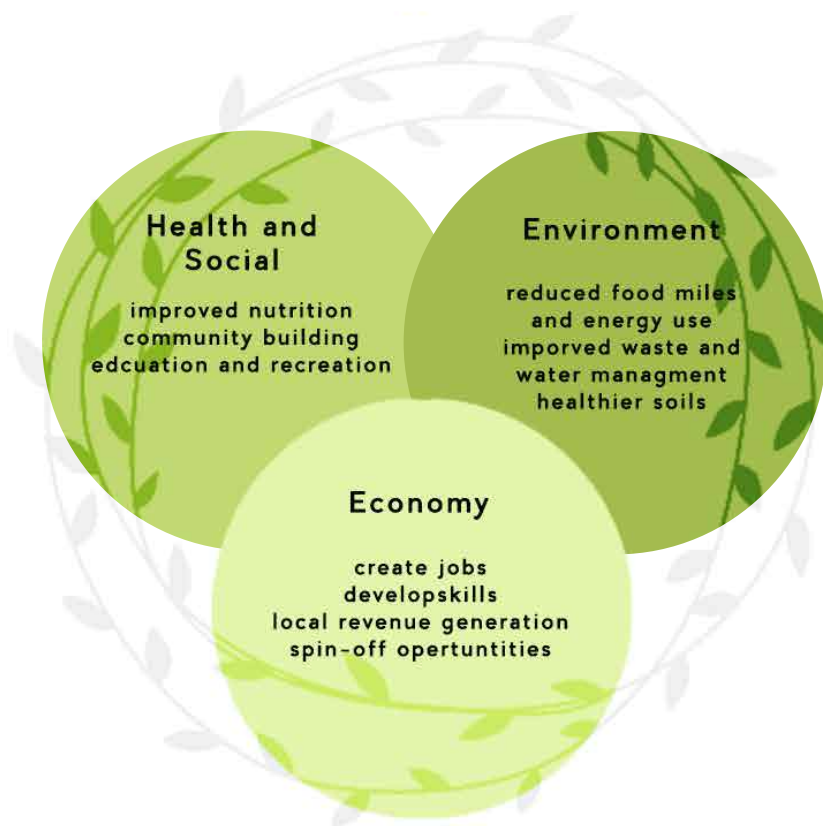 Health and
Social
improved nutrition
community building
edcuation and recreation
Environment
reduced food miles
and energy use
imporved waste and
water managment
healthier soils
Economy
create jobs
developskills
local revenue generation
spin-off opertuntities